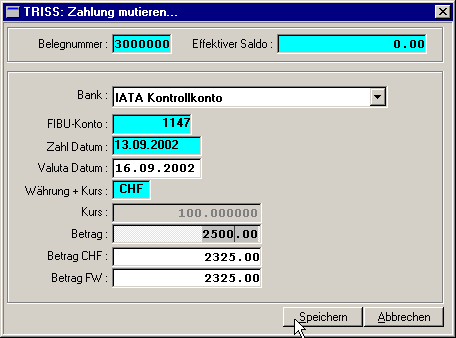 TRISS: Zahlung mutieren...
Belegnummer : 3000000 Effektiver Saldo : 0.00
Bank : IATA Kontrollkonto
FIBU-Konto : 1147
Zahl Datum : 13.09.2002
Valuta Datum : 16.09.2002
Währung + Kurs : CHF
Kurs : 100.000000
Betrag : 2500.00
Betrag CHF : 2325.00
Betrag FW : 2325.00
Speichern Abbrechen